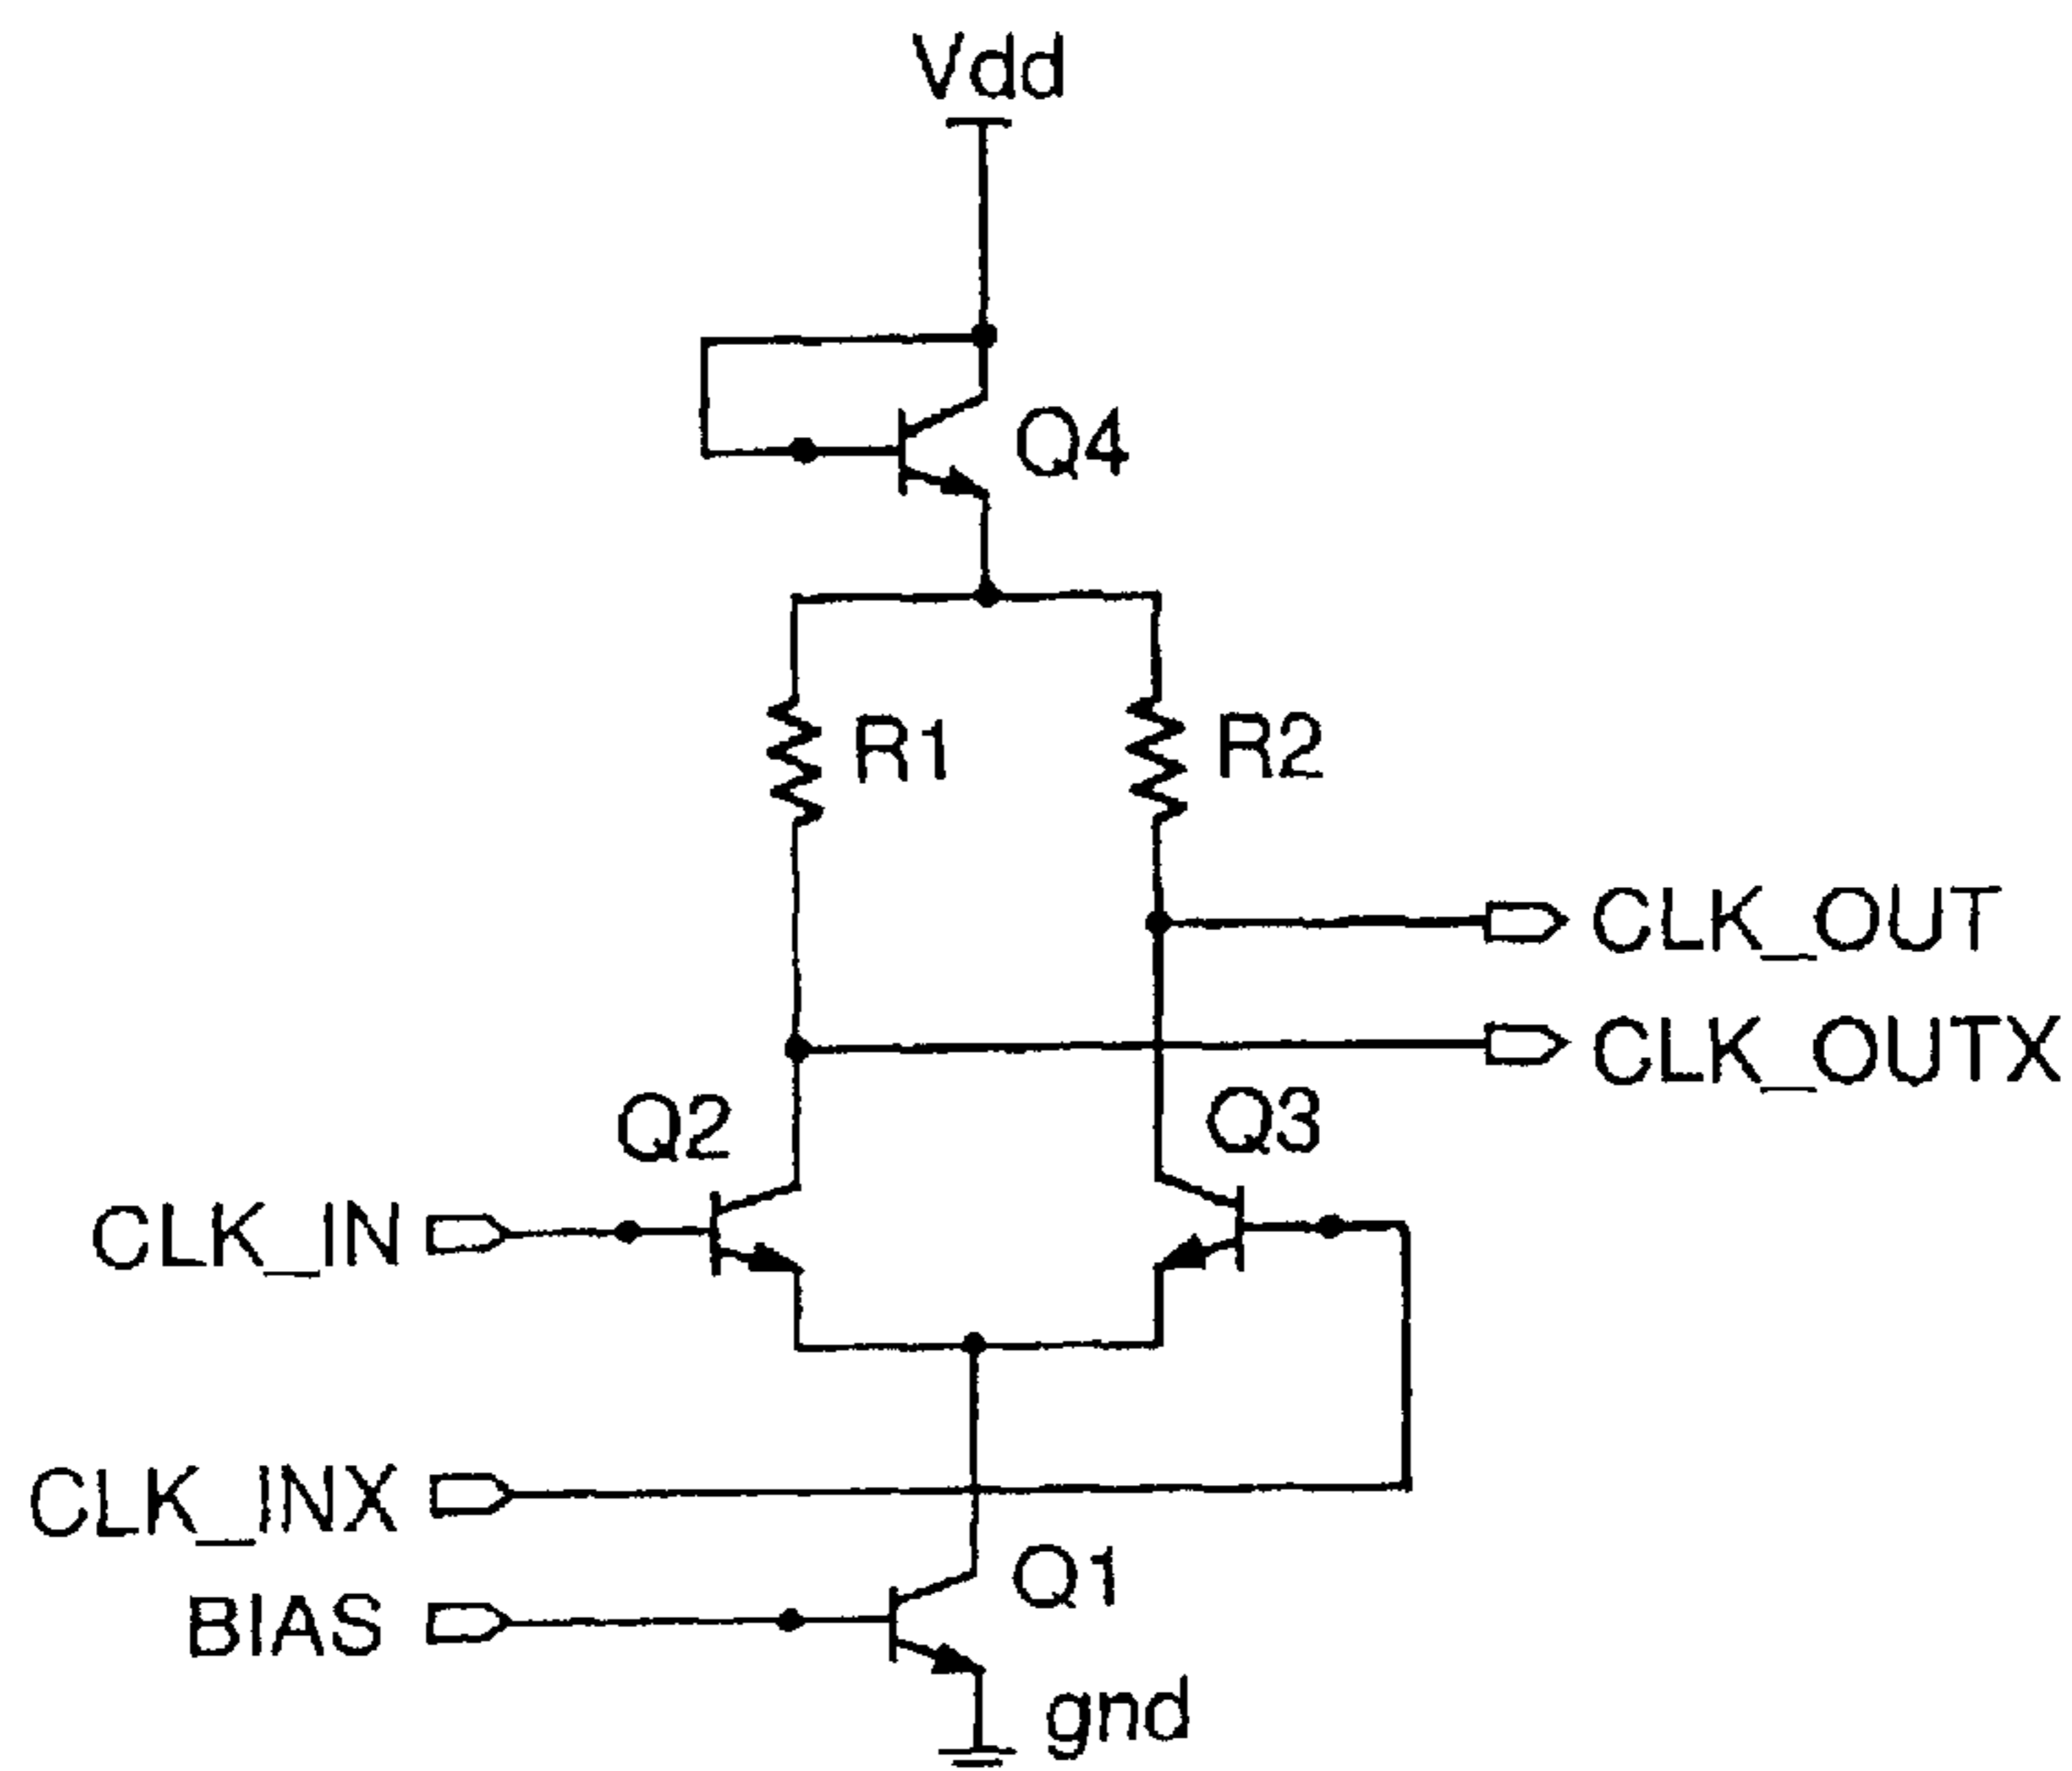 Vdd
Q4
R1
R2
CLK_OUT
CLK_OUTX
Q2
Q3
CLK_IN
CLK_INX
Q1
BIAS
gnd